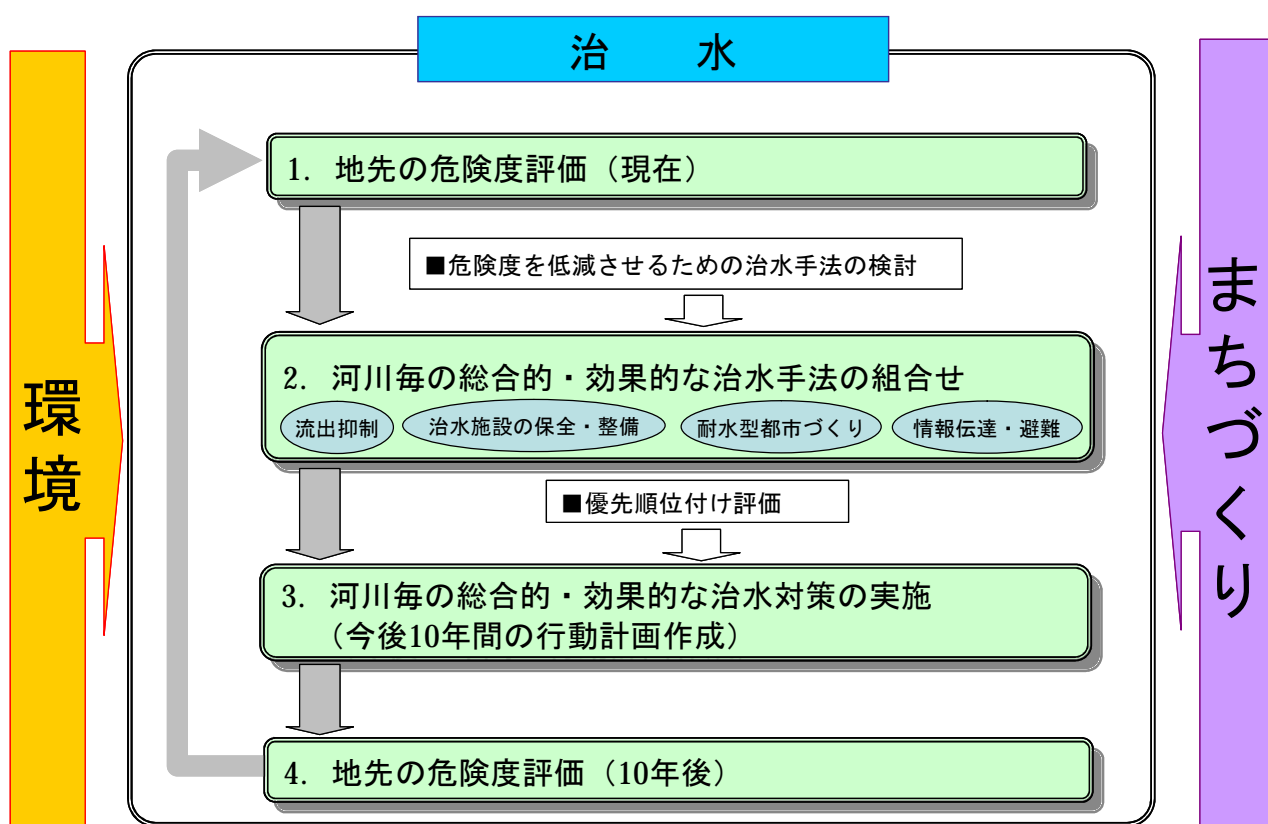 治　水
環境
まちづくり
1. 地先の危険度評価（現在）
■危険度を低減させるための治水手法の検討
2. 河川毎の総合的・効果的な治水手法の組合せ
流出抑制　治水施設の保全・整備　耐水型都市づくり　情報伝達・避難
■優先順位付け評価
3. 河川毎の総合的・効果的な治水対策の実施
（今後10年間の行動計画作成）
4. 地先の危険度評価（10年後）